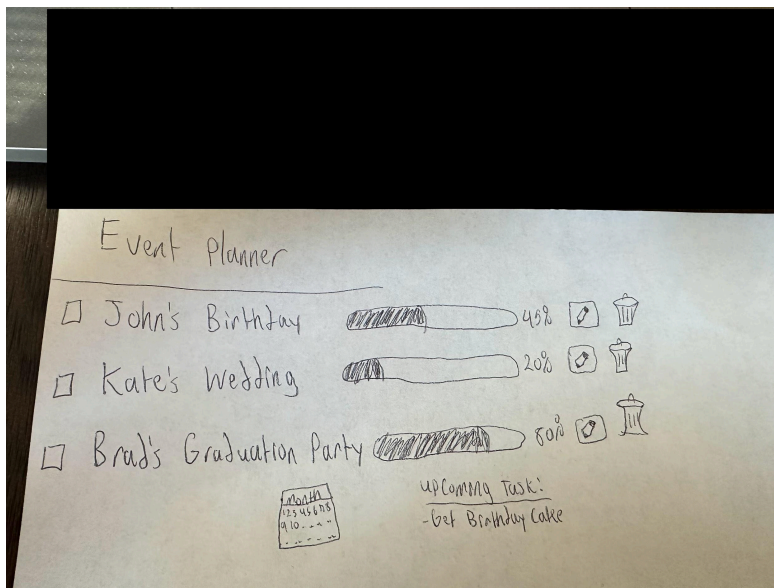 Event Planner
John's Birthday 45%
Kate's Wedding 20%
Brad's Graduation Party 80%
Month
12345678
910....
upcoming Task:
-Get Birthday Cake